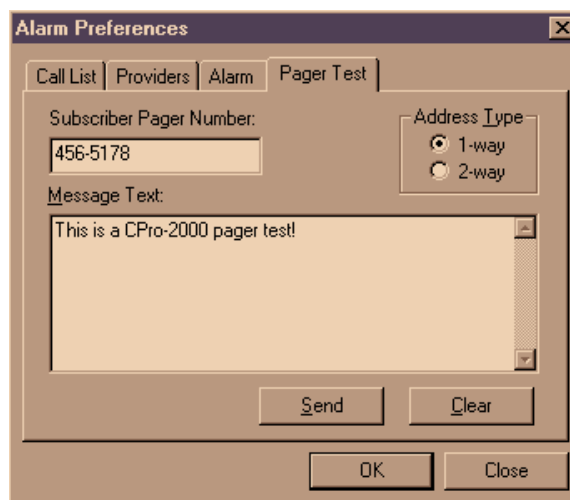 Alarm Preferences
Call List Providers Alarm Pager Test
Subscriber Pager Number:
Address Type
456-5178
1-way
2-way
Message Text:
This is a CPro-2000 pager test!
Send Clear
OK Close